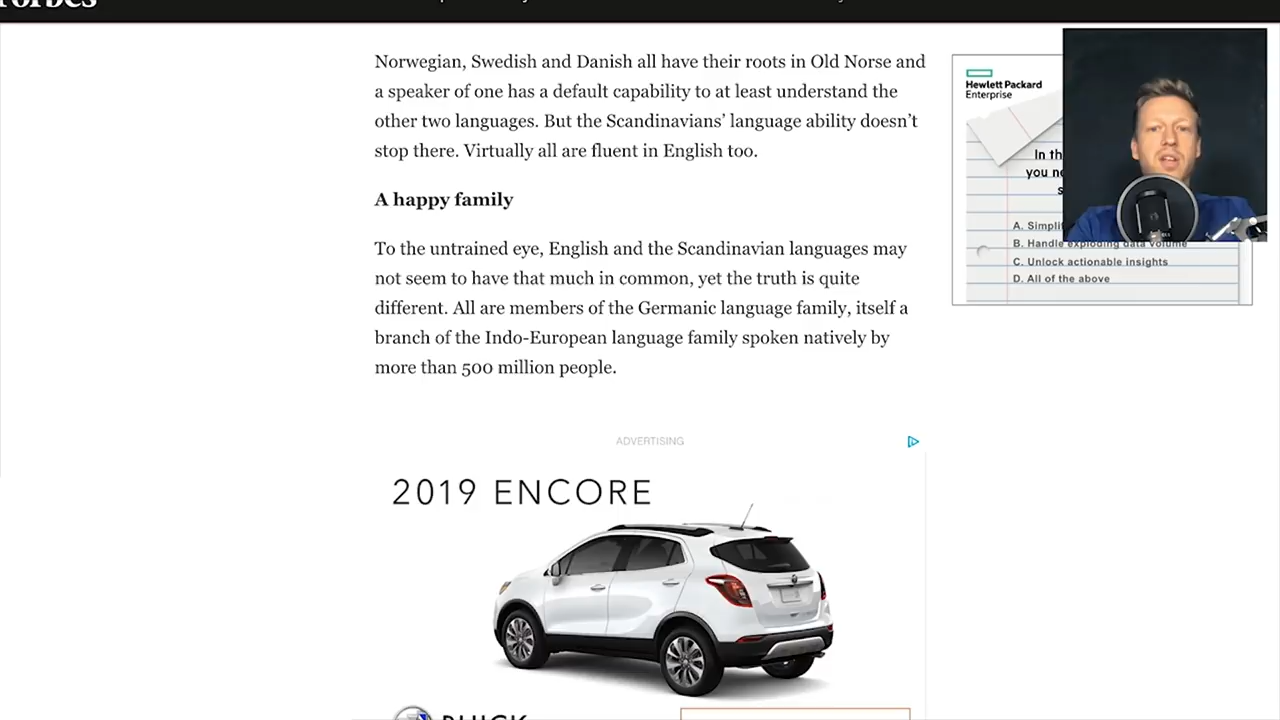 Forbes
Norwegian, Swedish and Danish all have their roots in Old Norse and
a speaker of one has a default capability to at least understand the
other two languages. But the Scandinavians’ language ability doesn’t
stop there. Virtually all are fluent in English too.
A happy family
To the untrained eye, English and the Scandinavian languages may
not seem to have that much in common, yet the truth is quite
different. All are members of the Germanic language family, itself a
branch of the Indo-European language family spoken natively by
more than 500 million people.
ADVERTISING
2019 ENCORE
BUICK
Hewlett Packard
Enterprise
In th
you ne
s
A. Simplif
B. Handle exploding data volume
C. Unlock actionable insights
D. All of the above